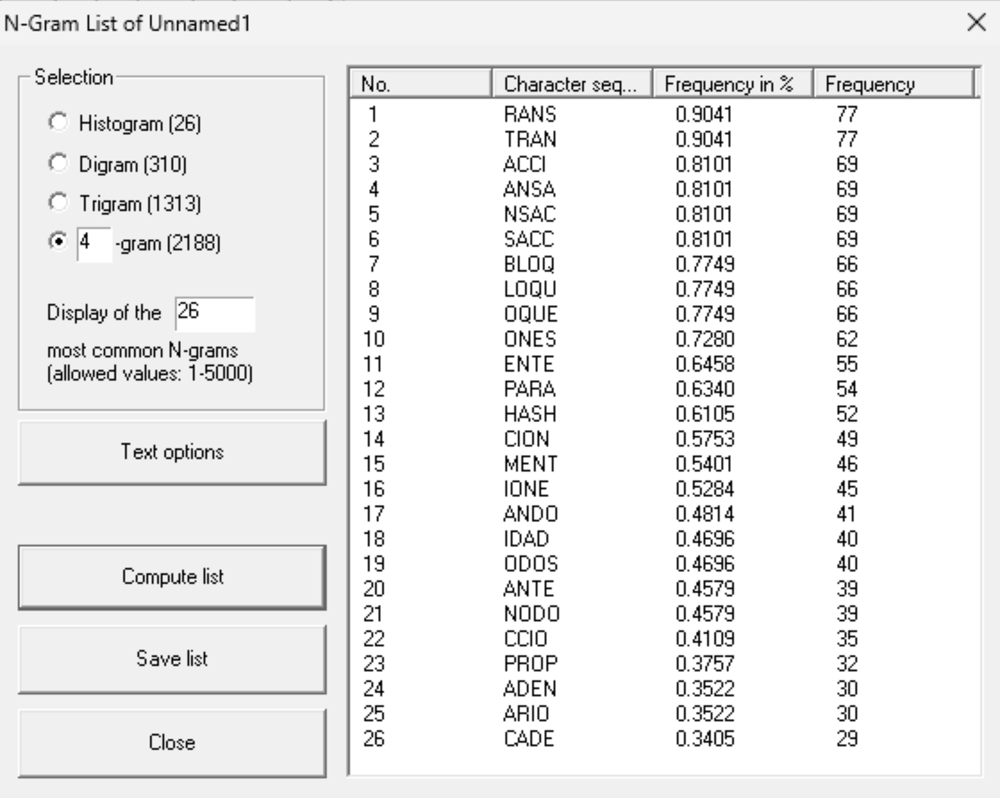 N-Gram List of Unnamed1
Selection
Histogram (26)
Digram (310)
Trigram (1313)
4 -gram (2188)
Display of the 26
most common N-grams
(allowed values: 1-5000)
Text options
Compute list
Save list
Close
No. Character seq... Frequency in % Frequency
1 RANS 0.9041 77
2 TRAN 0.9041 77
3 ACCI 0.8101 69
4 ANSA 0.8101 69
5 NSAC 0.8101 69
6 SACC 0.8101 69
7 BLOQ 0.7749 66
8 LOQU 0.7749 66
9 OQUE 0.7749 66
10 ONES 0.7280 62
11 ENTE 0.6458 55
12 PARA 0.6340 54
13 HASH 0.6105 52
14 CION 0.5753 49
15 MENT 0.5401 46
16 IONE 0.5284 45
17 ANDO 0.4814 41
18 IDAD 0.4696 40
19 ODOS 0.4696 40
20 ANTE 0.4579 39
21 NODO 0.4579 39
22 CCIO 0.4109 35
23 PROP 0.3757 32
24 ADEN 0.3522 30
25 ARIO 0.3522 30
26 CADE 0.3405 29